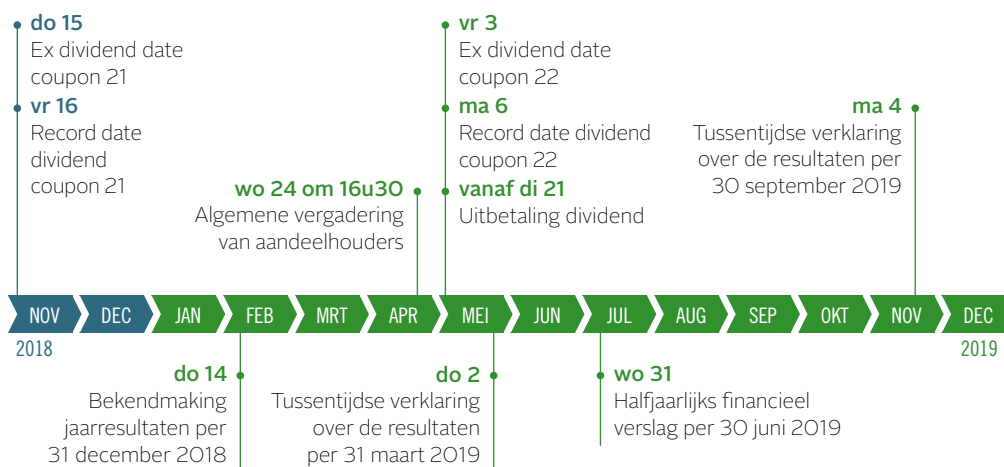 do 15
Ex dividend date
coupon 21
vr 16
Record date
dividend
coupon 21
wo 24 om 16u30
Algemene vergadering
van aandeelhouders
vr 3
Ex dividend date
coupon 22
ma 6
Record date dividend
coupon 22
vanaf di 21
Uitbetaling dividend
ma 4
Tussentijdse verklaring
over de resultaten per
30 september 2019
NOV DEC JAN FEB MRT APR MEI JUN JUL AUG SEP OKT NOV DEC
2018 2019
do 14
Bekendmaking
jaarresultaten per
31 december 2018
do 2
Tussentijdse verklaring
over de resultaten
per 31 maart 2019
wo 31
Halfjaarlijks financieel
verslag per 30 juni 2019